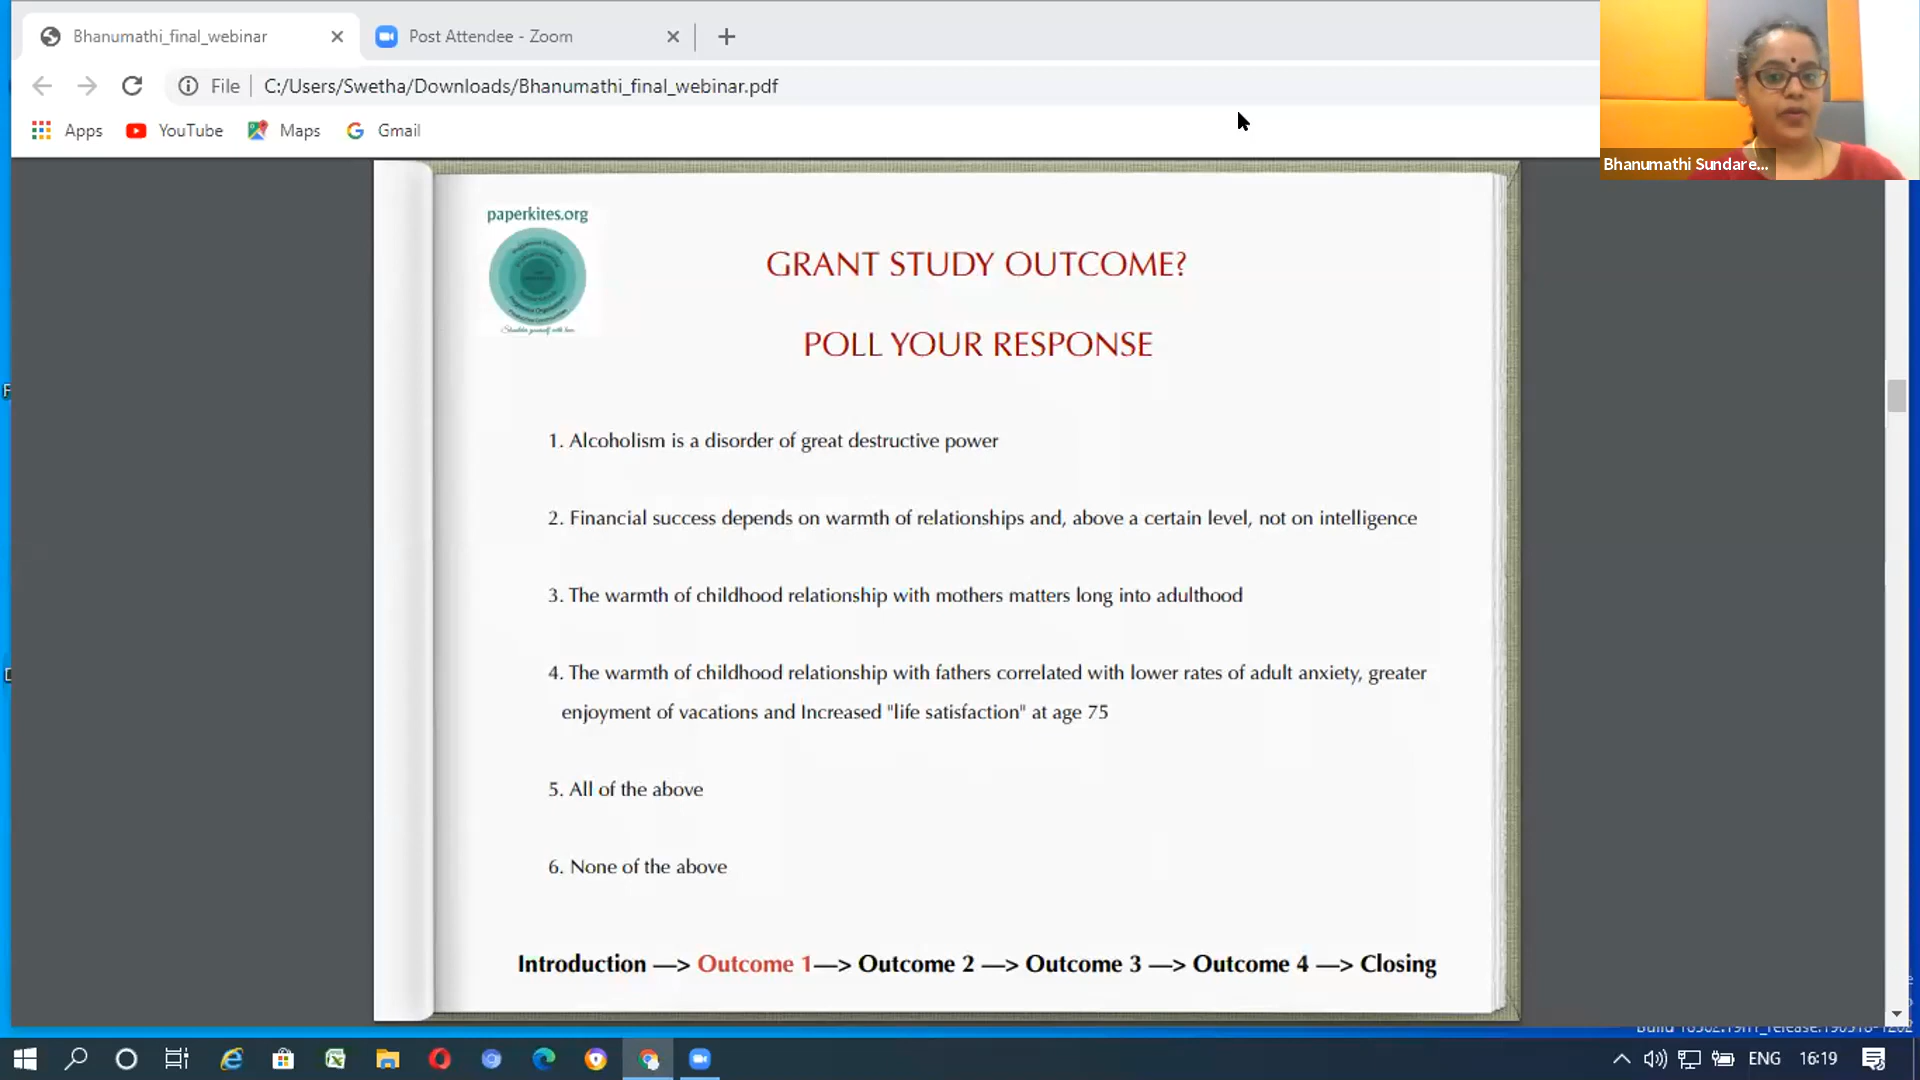 Bhanumathi_final_webinar
Post Attendee - Zoom
File
C:/Users/Swetha/Downloads/Bhanumathi_final_webinar.pdf
Apps
YouTube
Maps
Gmail
Bhanumathi Sundare...
paperkites.org
GRANT STUDY OUTCOME?
POLL YOUR RESPONSE
1. Alcoholism is a disorder of great destructive power
2. Financial success depends on warmth of relationships and, above a certain level, not on intelligence
3. The warmth of childhood relationship with mothers matters long into adulthood
4. The warmth of childhood relationship with fathers correlated with lower rates of adult anxiety, greater
enjoyment of vacations and Increased "life satisfaction" at age 75
5. All of the above
6. None of the above
Introduction —> Outcome 1—> Outcome 2 —> Outcome 3 —> Outcome 4 —> Closing
ENG
16:19